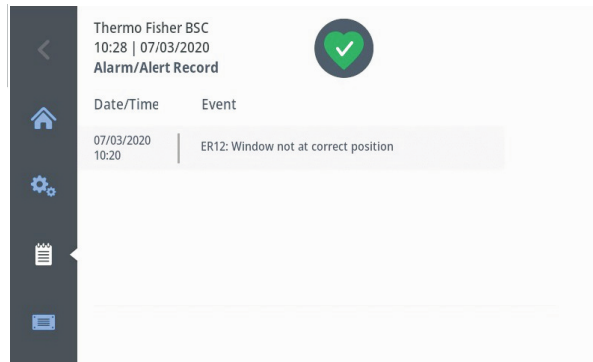 Thermo Fisher BSC
10:28 | 07/03/2020
Alarm/Alert Record
Date/Time Event
07/03/2020
10:20
ER12: Window not at correct position